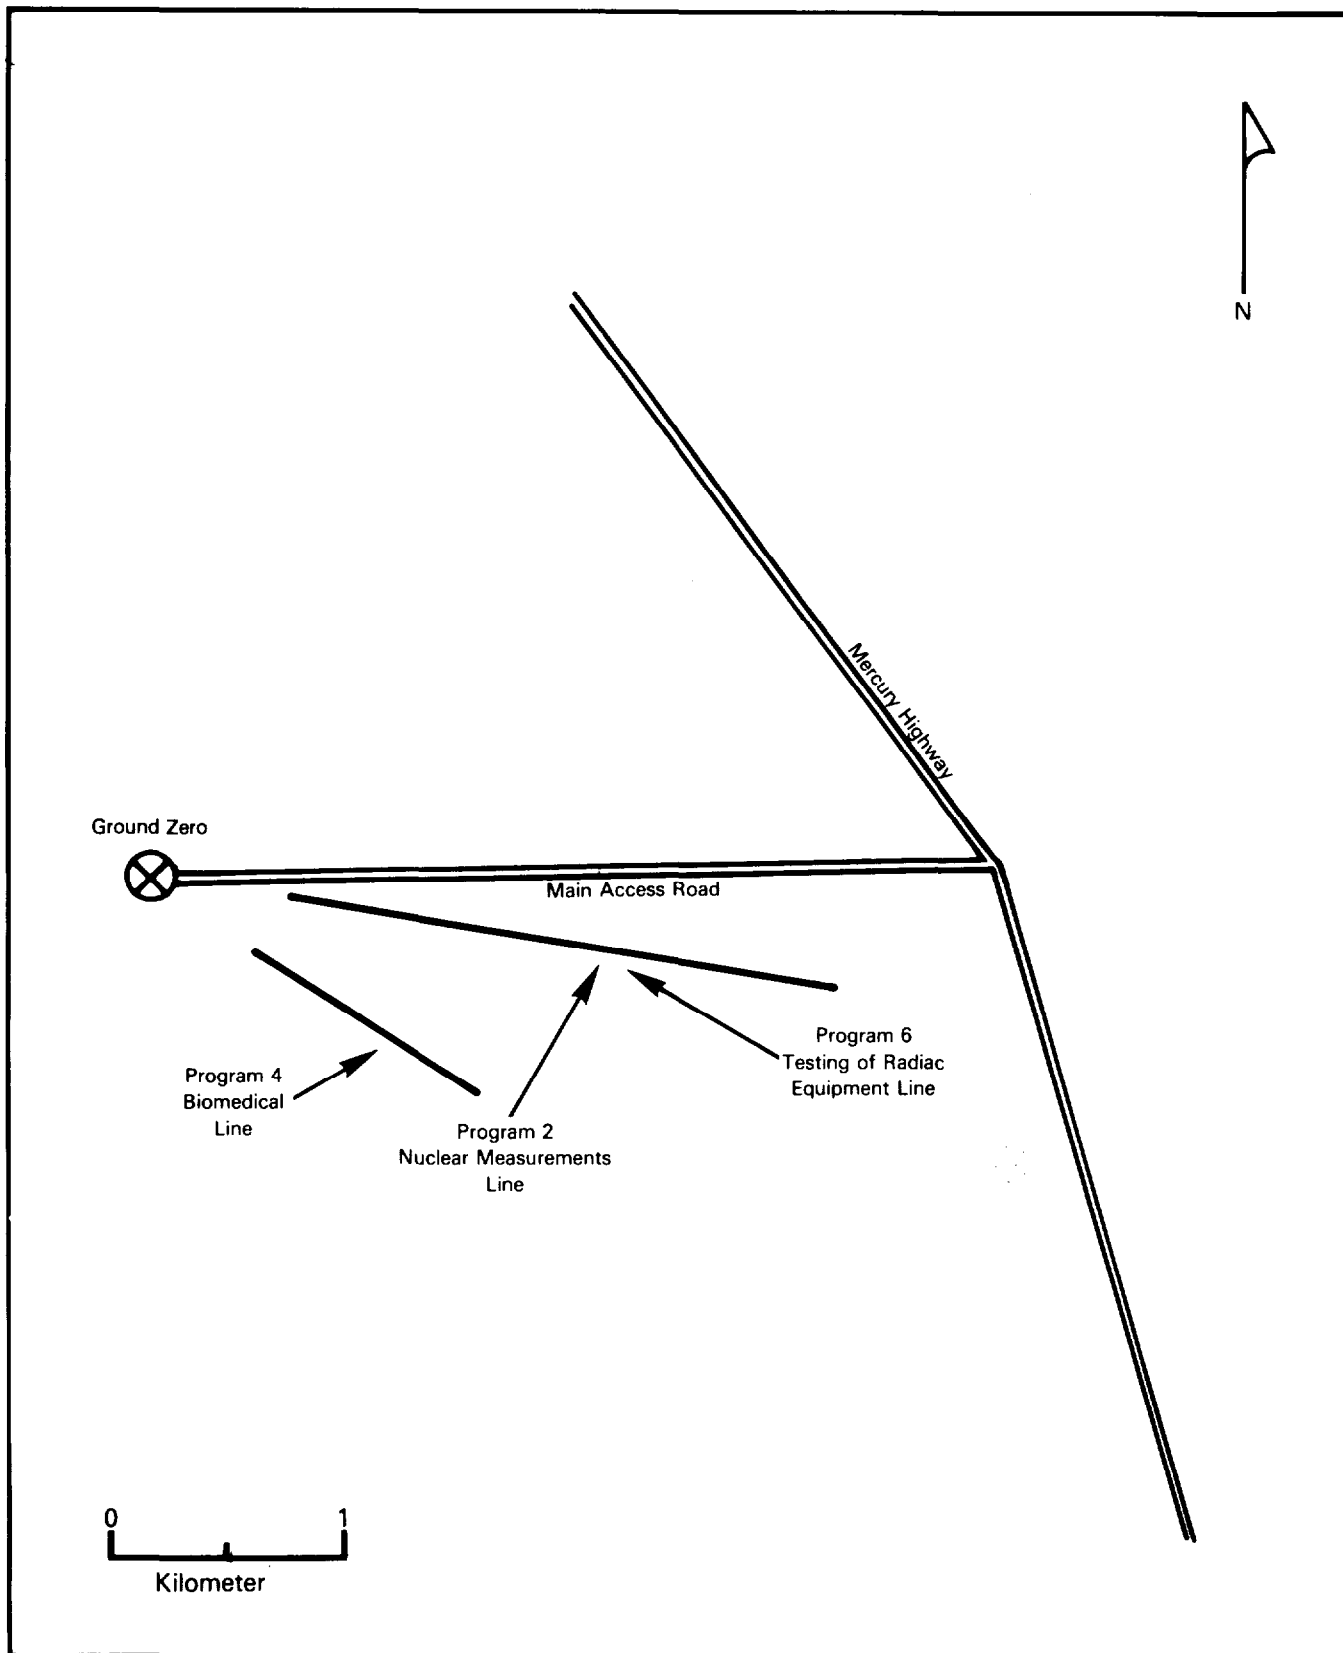 N
Mercury Highway
Ground Zero
Main Access Road
Program 6
Testing of Radiac
Equipment Line
Program 4
Biomedical
Line
Program 2
Nuclear Measurements
Line
0 1
Kilometer